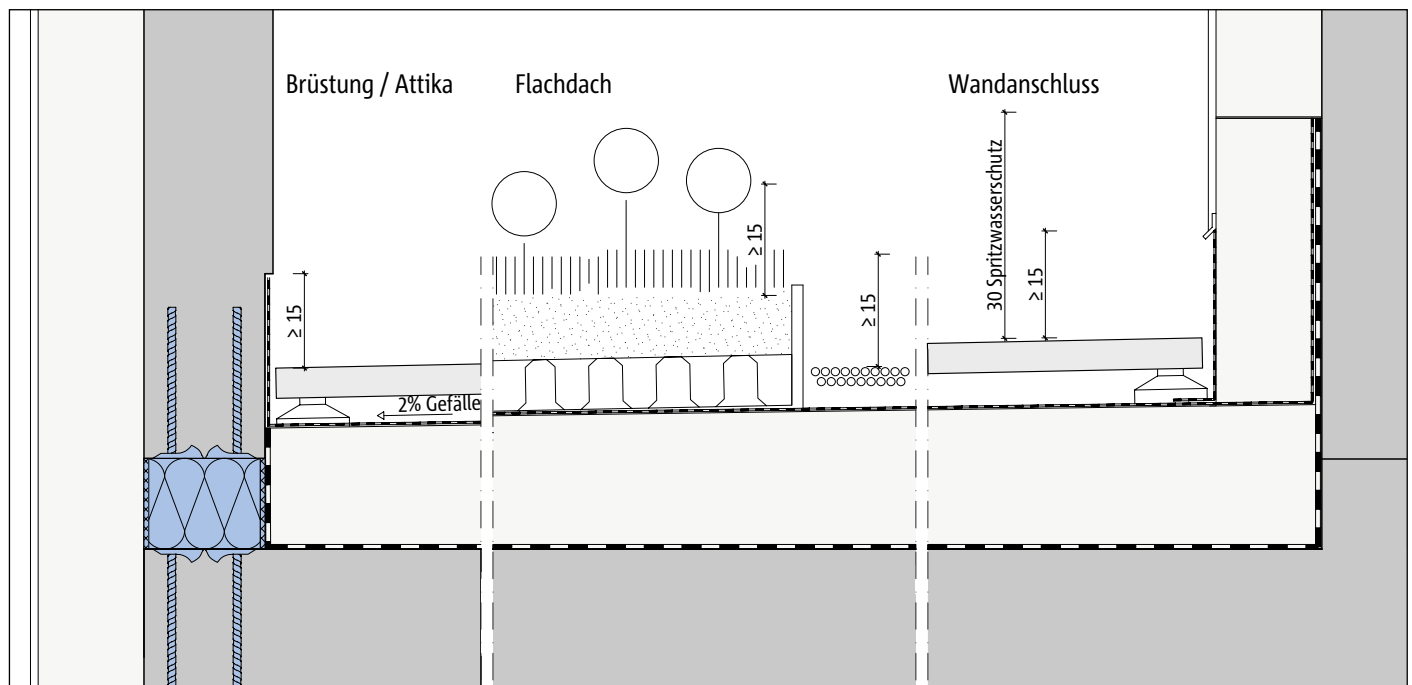 Brüstung / Attika
Flachdach
Wandanschluss
≥ 15
2% Gefälle
≥ 15
≥ 15
30 Spritzwasserschutz
≥ 15